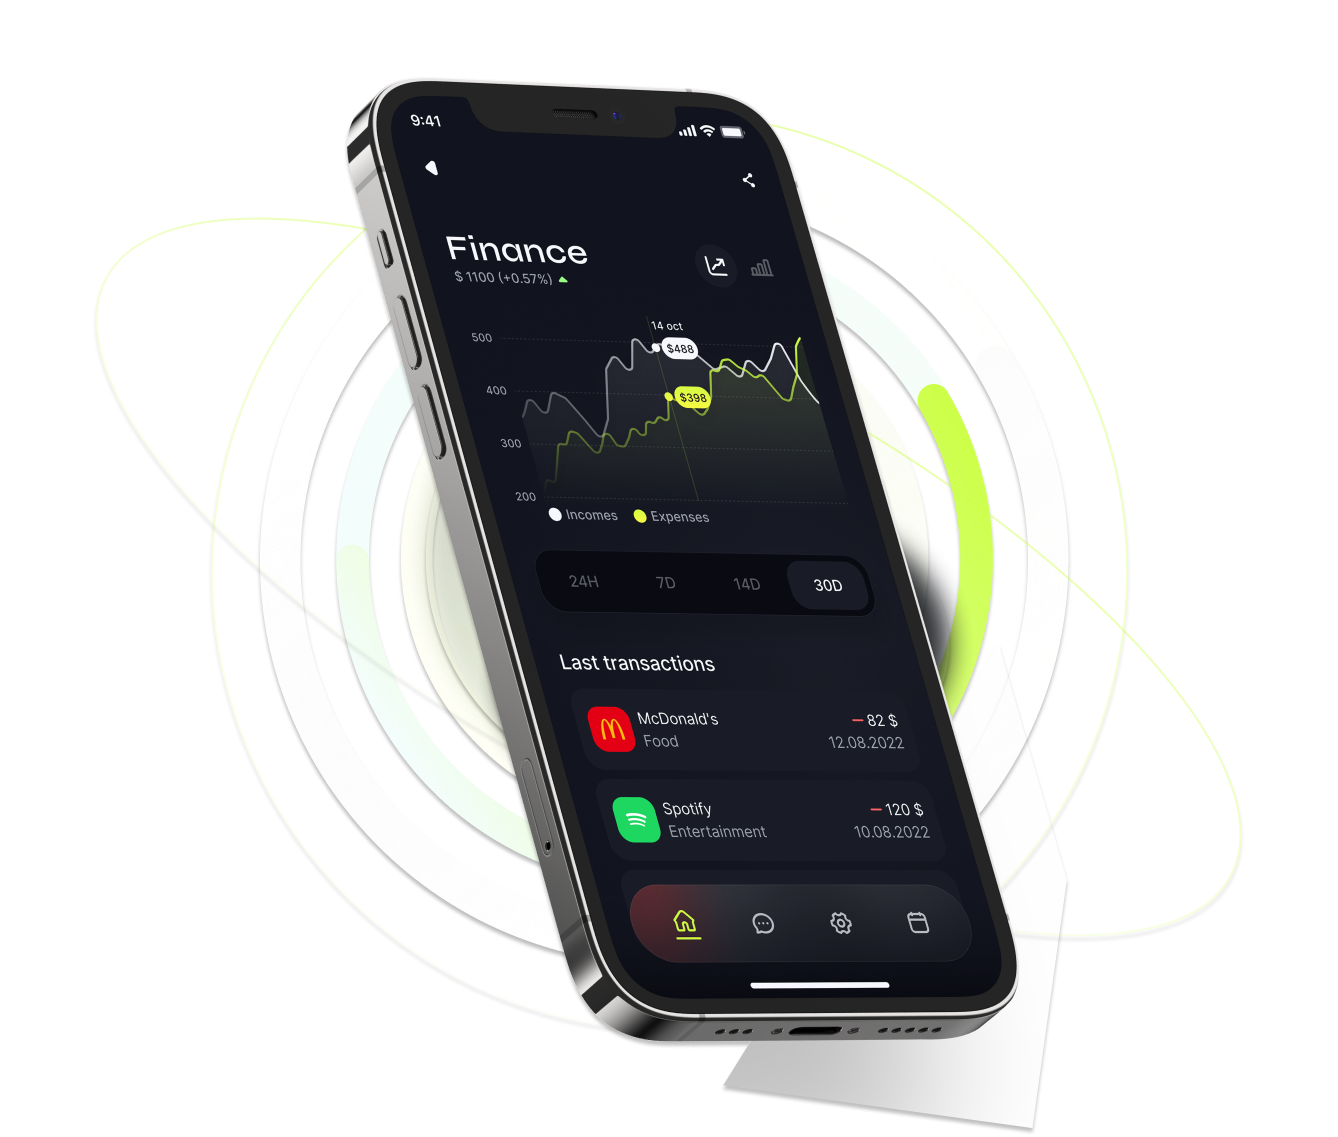 9:41
Finance
$ 1100 (+0.57%)
14 oct
500
$488
400
$398
300
200
Incomes
Expenses
24H 7D 14D 30D
Last transactions
McDonald's
– 82 $
Food
12.08.2022
Spotify
– 120 $
Entertainment
10.08.2022